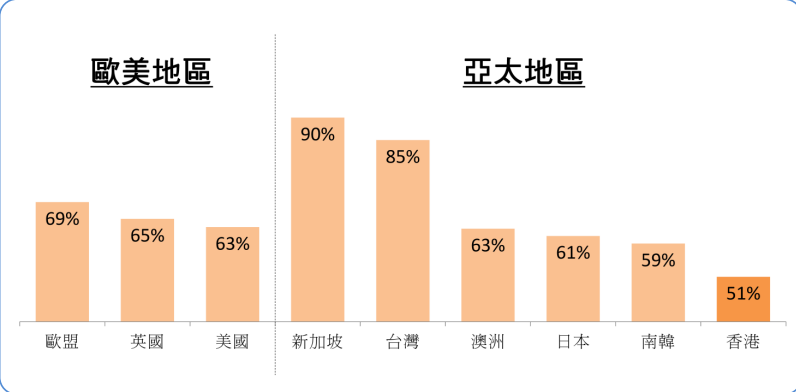 歐美地區
亞太地區
90%
85%
69%
65%
63%
63%
61%
59%
51%
歐盟
英國
美國
新加坡
台灣
澳洲
日本
南韓
香港